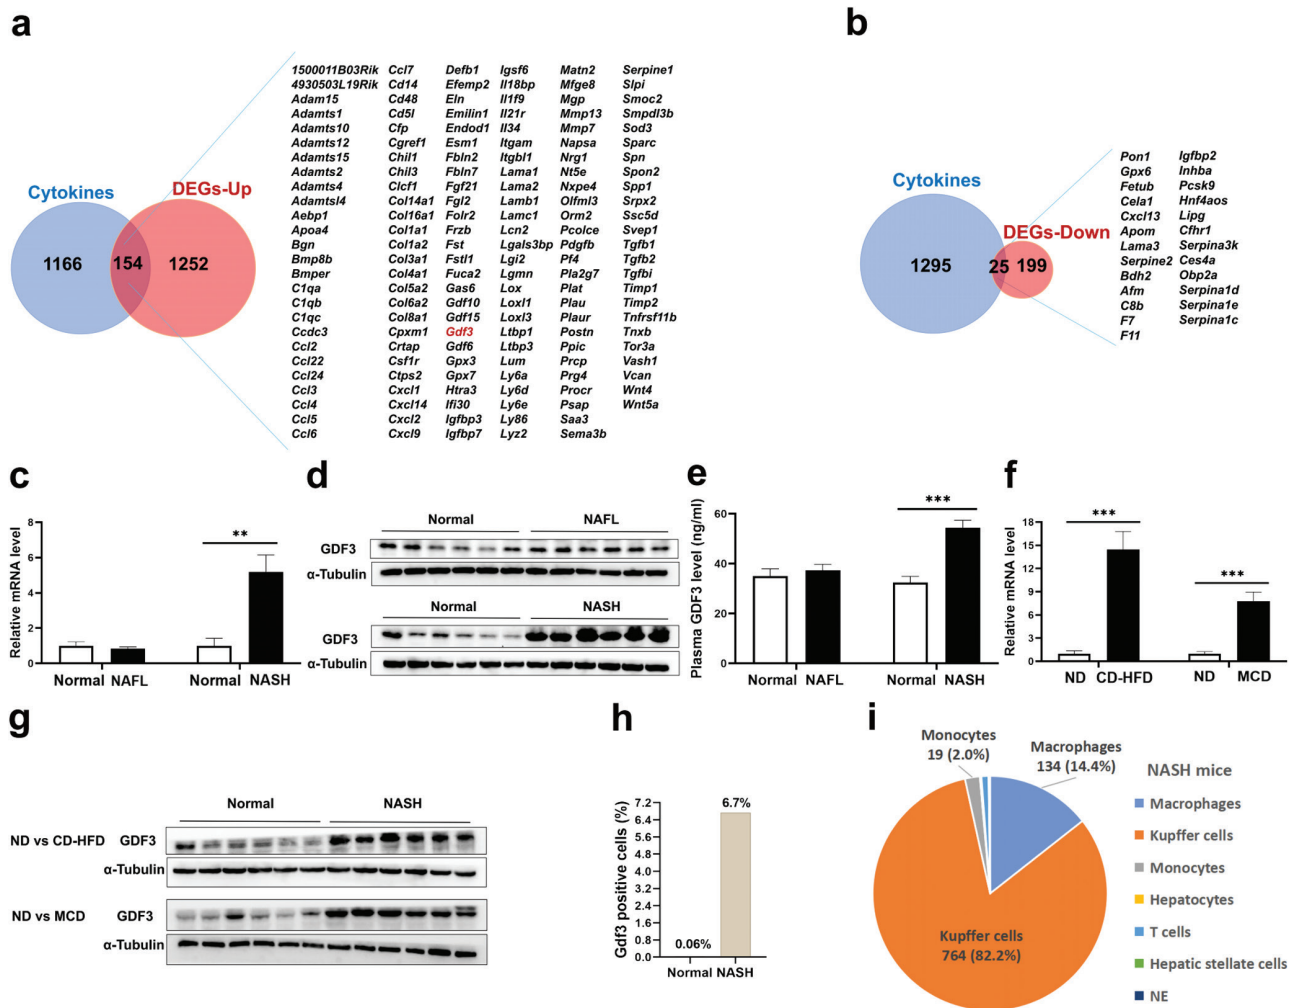 a
Cytokines
DEGs-Up
1166
154
1252
1500011B03Rik Ccl7 Defb1 Igsf6 Matn2 Serpine1
4930503L19Rik Cd14 Efemp2 Il18bp Mfge8 Slpi
Adam15 Cd48 Eln Il1f9 Mgp Smoc2
Adamts1 Cd5l Emilin1 Il21r Mmp13 Smpdl3b
Adamts10 Cfp Endod1 Il34 Mmp7 Sod3
Adamts12 Cgref1 Esm1 Itgam Napsa Sparc
Adamts15 Chil1 Fbln2 Itgbl1 Nrg1 Spn
Adamts2 Chil3 Fbln7 Lama1 Nt5e Spon2
Adamts4 Clcf1 Fgf21 Lama2 Nxpe4 Spp1
Adamtsl4 Col14a1 Fgl2 Lamb1 Olfml3 Srpx2
Aebp1 Col16a1 Folr2 Lamc1 Orm2 Ssc5d
Apoa4 Col1a1 Frzb Lcn2 Pcolce Svep1
Bgn Col1a2 Fst Lgals3bp Pdgfb Tgfb1
Bmp8b Col3a1 Fstl1 Lgi2 Pf4 Tgfb2
Bmper Col4a1 Fuca2 Lgmn Pla2g7 Tgfbi
C1qa Col5a2 Gas6 Lox Plat Timp1
C1qb Col6a2 Gdf10 Loxl1 Plau Timp2
C1qc Col8a1 Gdf15 Loxl3 Plaur Tnfrsf11b
Ccdc3 Cpxm1 Gdf3 Ltbp1 Postn Tnxb
Ccl2 Crtap Gdf6 Ltbp3 Ppic Tor3a
Ccl22 Csf1r Gpx3 Lum Prcp Vash1
Ccl24 Ctps2 Gpx7 Ly6a Prg4 Vcan
Ccl3 Cxcl1 Htra3 Ly6d Procr Wnt4
Ccl4 Cxcl14 Ifi30 Ly6e Psap Wnt5a
Ccl5 Cxcl2 Igfbp3 Ly86 Saa3
Ccl6 Cxcl9 Igfbp7 Lyz2 Sema3b
b
Cytokines
DEGs-Down
1295
25
199
Pon1 Igfbp2
Gpx6 Inhba
Fetub Pcsk9
Cela1 Hnf4aos
Cxcl13 Lipg
Apom Cfhr1
Lama3 Serpina3k
Serpine2 Ces4a
Bdh2 Obp2a
Afm Serpina1d
C8b Serpina1e
F7 Serpina1c
F11
c
Relative mRNA level
8
6
4
2
0
**
Normal NAFL Normal NASH
d
Normal NAFL
GDF3
α-Tubulin
Normal NASH
GDF3
α-Tubulin
e
Plasma GDF3 level (ng/ml)
60
40
20
0
***
Normal NAFL Normal NASH
f
Relative mRNA level
18
15
12
9
6
3
0
***
***
ND CD-HFD ND MCD
g
Normal NASH
ND vs CD-HFD GDF3
α-Tubulin
ND vs MCD GDF3
α-Tubulin
h
Gdf3 positive cells (%)
7.2
6.4
5.6
4.8
4.0
3.2
2.4
1.6
0.8
0.0
0.06%
6.7%
Normal NASH
i
Monocytes
19 (2.0%)
Macrophages
134 (14.4%)
Kupffer cells
764 (82.2%)
NASH mice
Macrophages
Kupffer cells
Monocytes
Hepatocytes
T cells
Hepatic stellate cells
NE